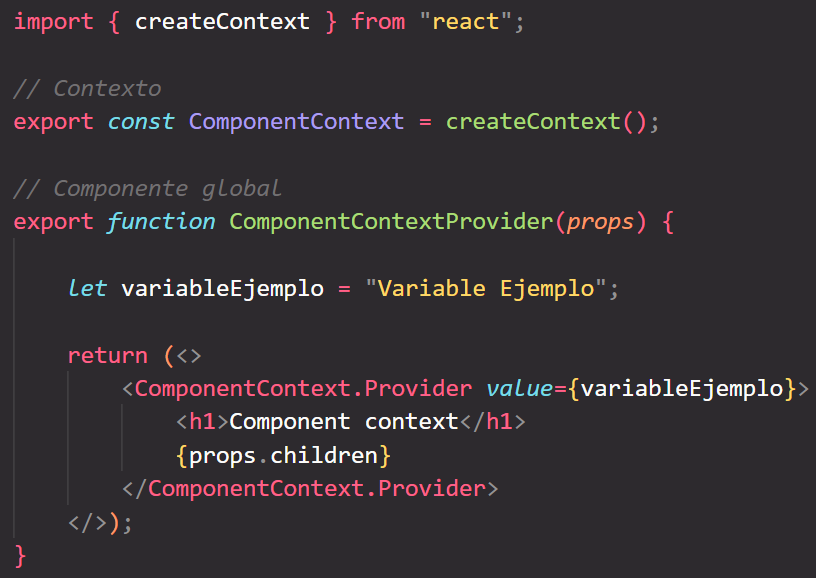 import { createContext } from "react";
// Contexto
export const ComponentContext = createContext();
// Componente global
export function ComponentContextProvider(props) {
let variableEjemplo = "Variable Ejemplo";
return (<>
<ComponentContext.Provider value={variableEjemplo}>
<h1>Component context</h1>
{props.children}
</ComponentContext.Provider>
</>);
}